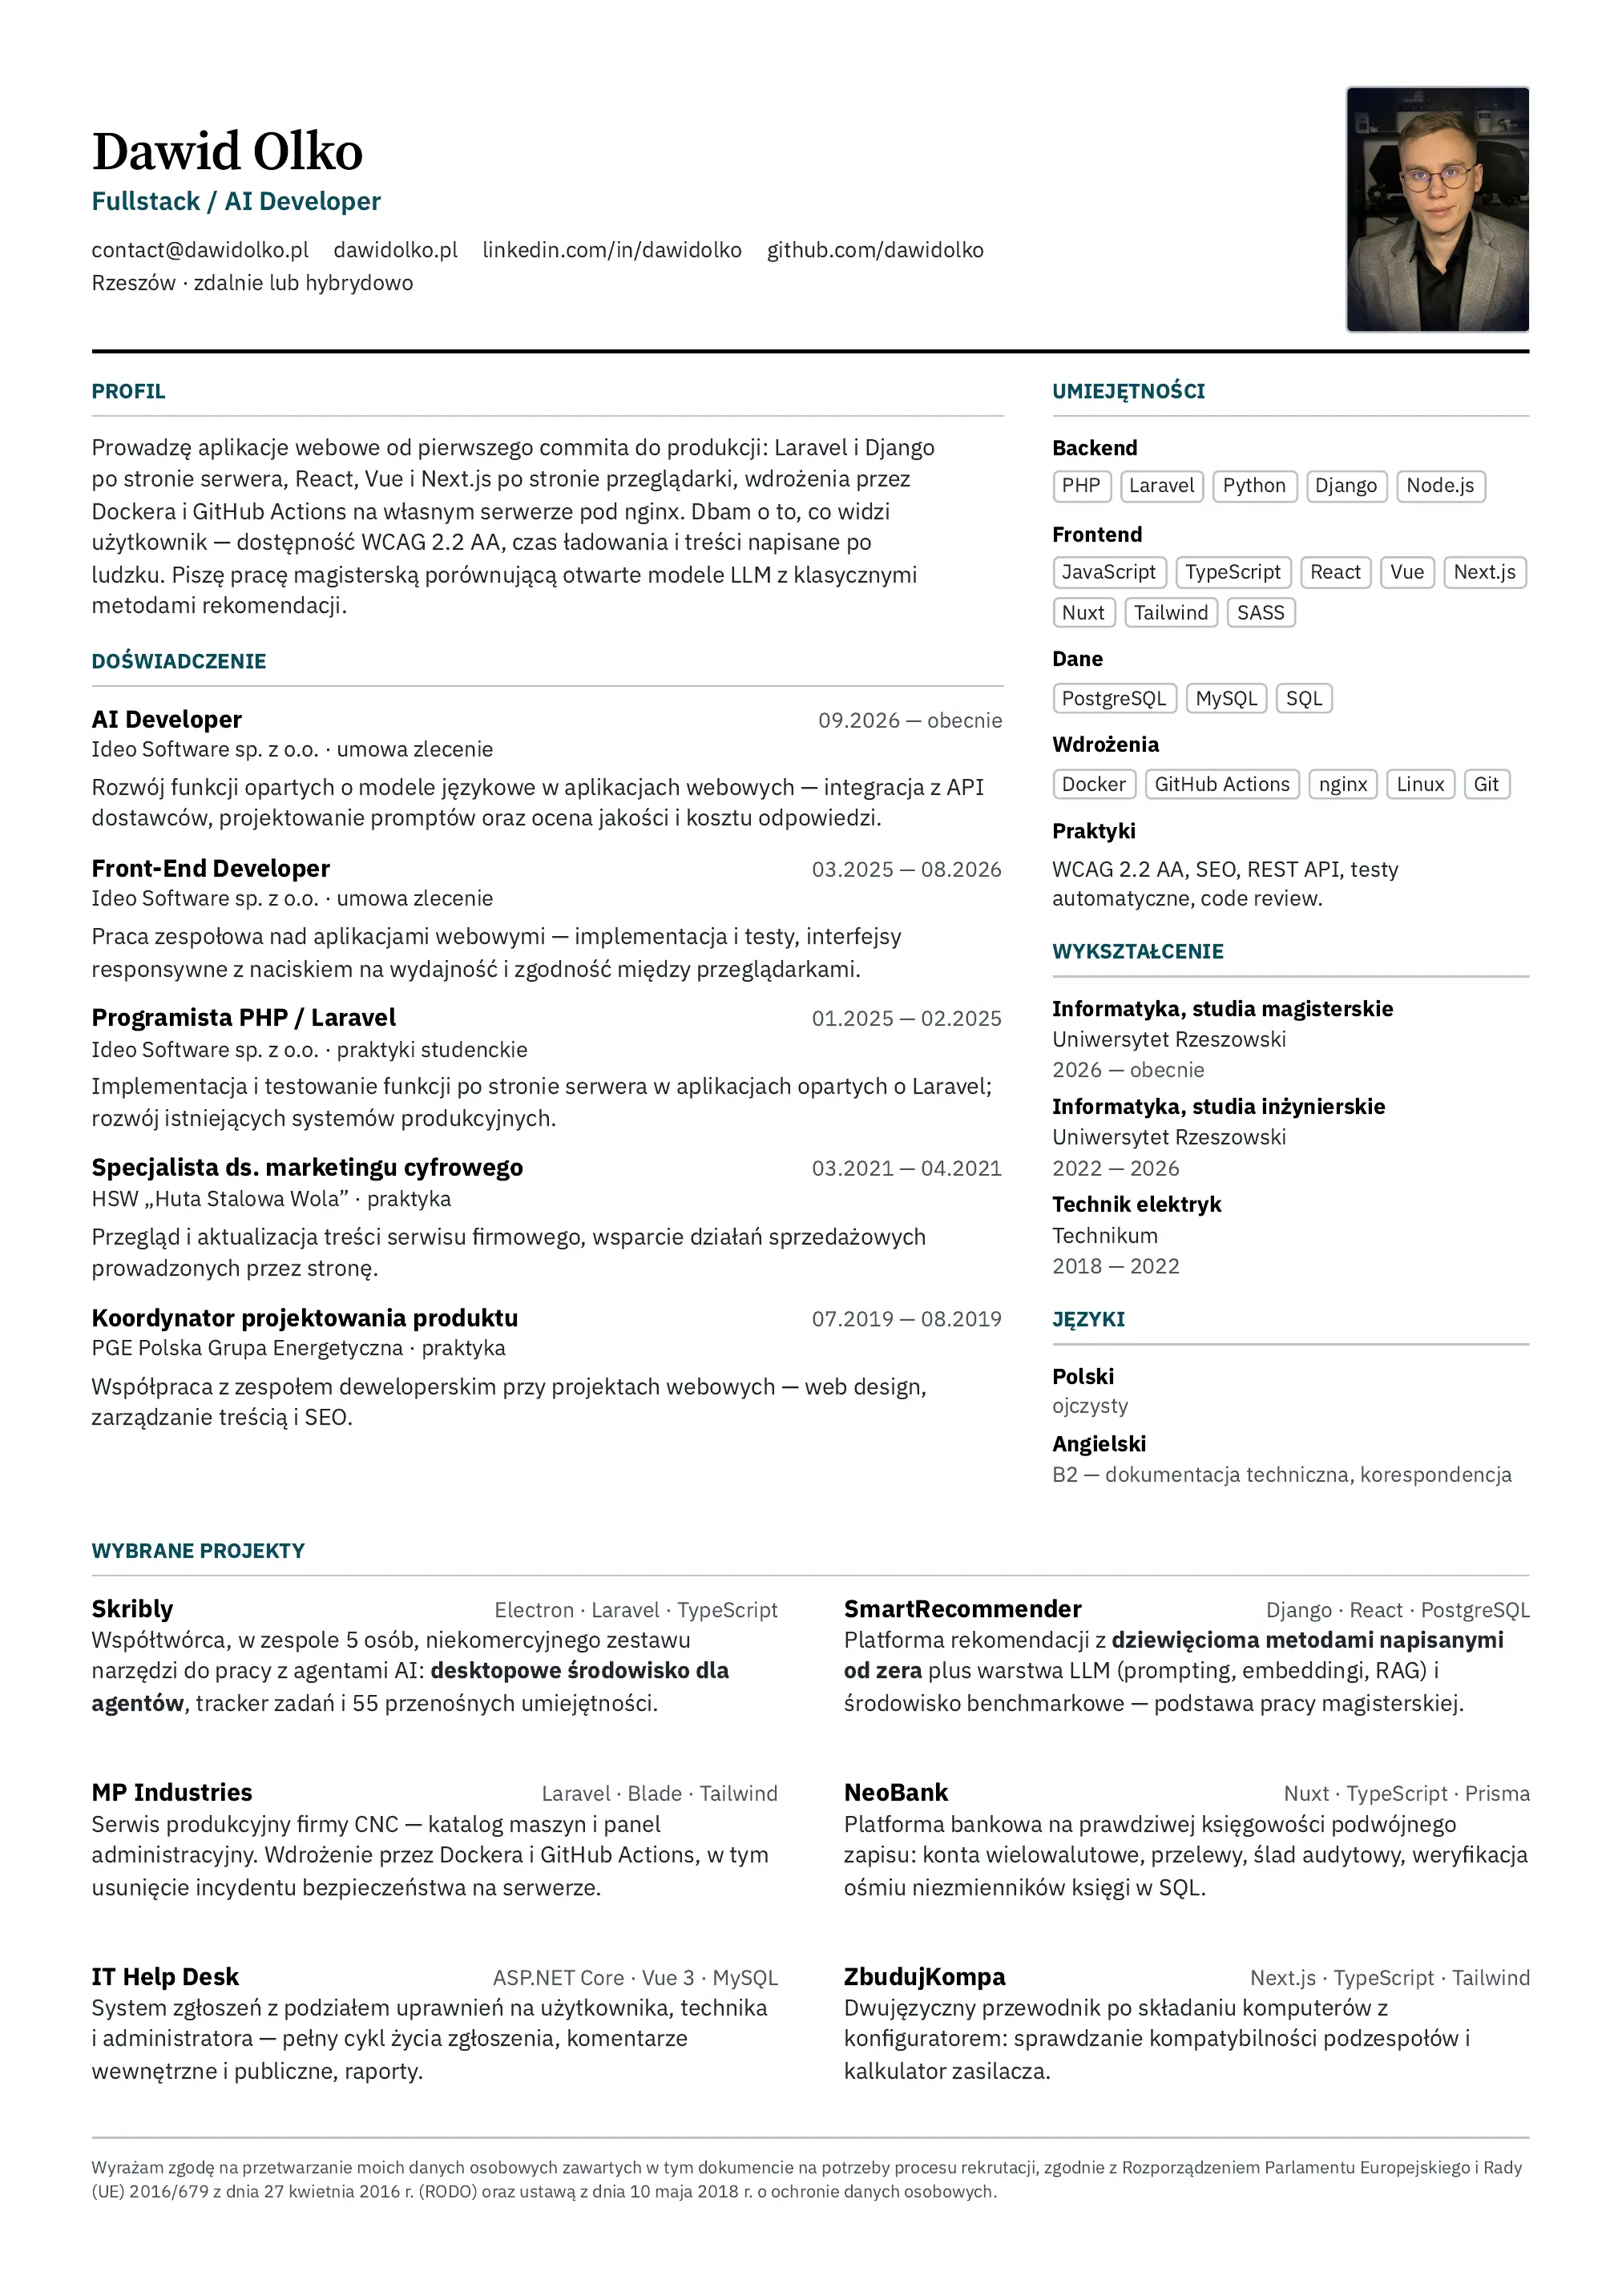 Dawid Olko
Fullstack / AI Developer
contact@dawidolko.pl dawidolko.pl linkedin.com/in/dawidolko github.com/dawidolko
Rzeszów · zdalnie lub hybrydowo
PROFIL
Prowadzę aplikacje webowe od pierwszego commita do produkcji: Laravel i Django
po stronie serwera, React, Vue i Next.js po stronie przeglądarki, wdrożenia przez
Dockera i GitHub Actions na własnym serwerze pod nginx. Dbam o to, co widzi
użytkownik — dostępność WCAG 2.2 AA, czas ładowania i treści napisane po
ludzku. Piszę pracę magisterską porównującą otwarte modele LLM z klasycznymi
metodami rekomendacji.
DOŚWIADCZENIE
AI Developer 09.2026 — obecnie
Ideo Software sp. z o.o. · umowa zlecenie
Rozwój funkcji opartych o modele językowe w aplikacjach webowych — integracja z API
dostawców, projektowanie promptów oraz ocena jakości i kosztu odpowiedzi.
Front-End Developer 03.2025 — 08.2026
Ideo Software sp. z o.o. · umowa zlecenie
Praca zespołowa nad aplikacjami webowymi — implementacja i testy, interfejsy
responsywne z naciskiem na wydajność i zgodność między przeglądarkami.
Programista PHP / Laravel 01.2025 — 02.2025
Ideo Software sp. z o.o. · praktyki studenckie
Implementacja i testowanie funkcji po stronie serwera w aplikacjach opartych o Laravel;
rozwój istniejących systemów produkcyjnych.
Specjalista ds. marketingu cyfrowego 03.2021 — 04.2021
HSW „Huta Stalowa Wola” · praktyka
Przegląd i aktualizacja treści serwisu firmowego, wsparcie działań sprzedażowych
prowadzonych przez stronę.
Koordynator projektowania produktu 07.2019 — 08.2019
PGE Polska Grupa Energetyczna · praktyka
Współpraca z zespołem deweloperskim przy projektach webowych — web design,
zarządzanie treścią i SEO.
UMIEJĘTNOŚCI
Backend
PHP Laravel Python Django Node.js
Frontend
JavaScript TypeScript React Vue Next.js
Nuxt Tailwind SASS
Dane
PostgreSQL MySQL SQL
Wdrożenia
Docker GitHub Actions nginx Linux Git
Praktyki
WCAG 2.2 AA, SEO, REST API, testy
automatyczne, code review.
WYKSZTAŁCENIE
Informatyka, studia magisterskie
Uniwersytet Rzeszowski
2026 — obecnie
Informatyka, studia inżynierskie
Uniwersytet Rzeszowski
2022 — 2026
Technik elektryk
Technikum
2018 — 2022
JĘZYKI
Polski
ojczysty
Angielski
B2 — dokumentacja techniczna, korespondencja
WYBRANE PROJEKTY
Skribly Electron · Laravel · TypeScript
Współtwórca, w zespole 5 osób, niekomercyjnego zestawu
narzędzi do pracy z agentami AI: desktopowe środowisko dla
agentów, tracker zadań i 55 przenośnych umiejętności.
SmartRecommender Django · React · PostgreSQL
Platforma rekomendacji z dziewięcioma metodami napisanymi
od zera plus warstwa LLM (prompting, embeddingi, RAG) i
środowisko benchmarkowe — podstawa pracy magisterskiej.
MP Industries Laravel · Blade · Tailwind
Serwis produkcyjny firmy CNC — katalog maszyn i panel
administracyjny. Wdrożenie przez Dockera i GitHub Actions, w tym
usunięcie incydentu bezpieczeństwa na serwerze.
NeoBank Nuxt · TypeScript · Prisma
Platforma bankowa na prawdziwej księgowości podwójnego
zapisu: konta wielowalutowe, przelewy, ślad audytowy, weryfikacja
ośmiu niezmienników księgi w SQL.
IT Help Desk ASP.NET Core · Vue 3 · MySQL
System zgłoszeń z podziałem uprawnień na użytkownika, technika
i administratora — pełny cykl życia zgłoszenia, komentarze
wewnętrzne i publiczne, raporty.
ZbudujKompa Next.js · TypeScript · Tailwind
Dwujęzyczny przewodnik po składaniu komputerów z
konfiguratorem: sprawdzanie kompatybilności podzespołów i
kalkulator zasilacza.
Wyrażam zgodę na przetwarzanie moich danych osobowych zawartych w tym dokumencie na potrzeby procesu rekrutacji, zgodnie z Rozporządzeniem Parlamentu Europejskiego i Rady
(UE) 2016/679 z dnia 27 kwietnia 2016 r. (RODO) oraz ustawą z dnia 10 maja 2018 r. o ochronie danych osobowych.